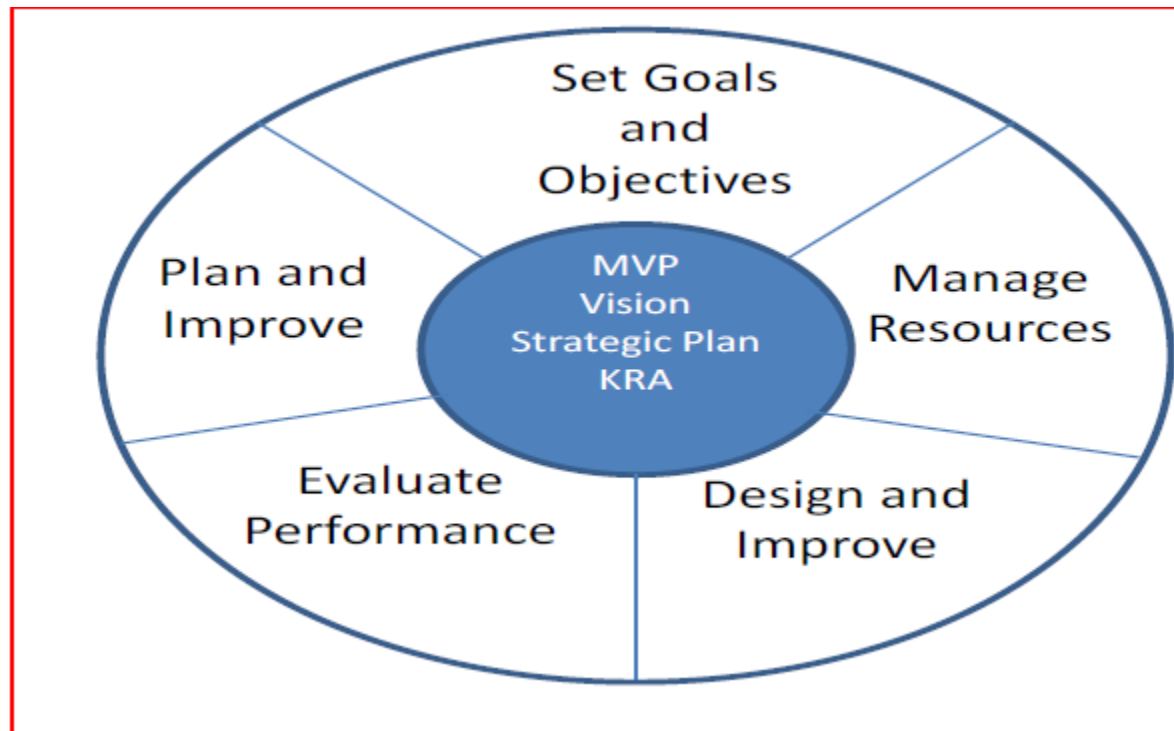 Set Goals
and
Objectives
Manage
Resources
Design and
Improve
Evaluate
Performance
Plan and
Improve
MVP
Vision
Strategic Plan
KRA